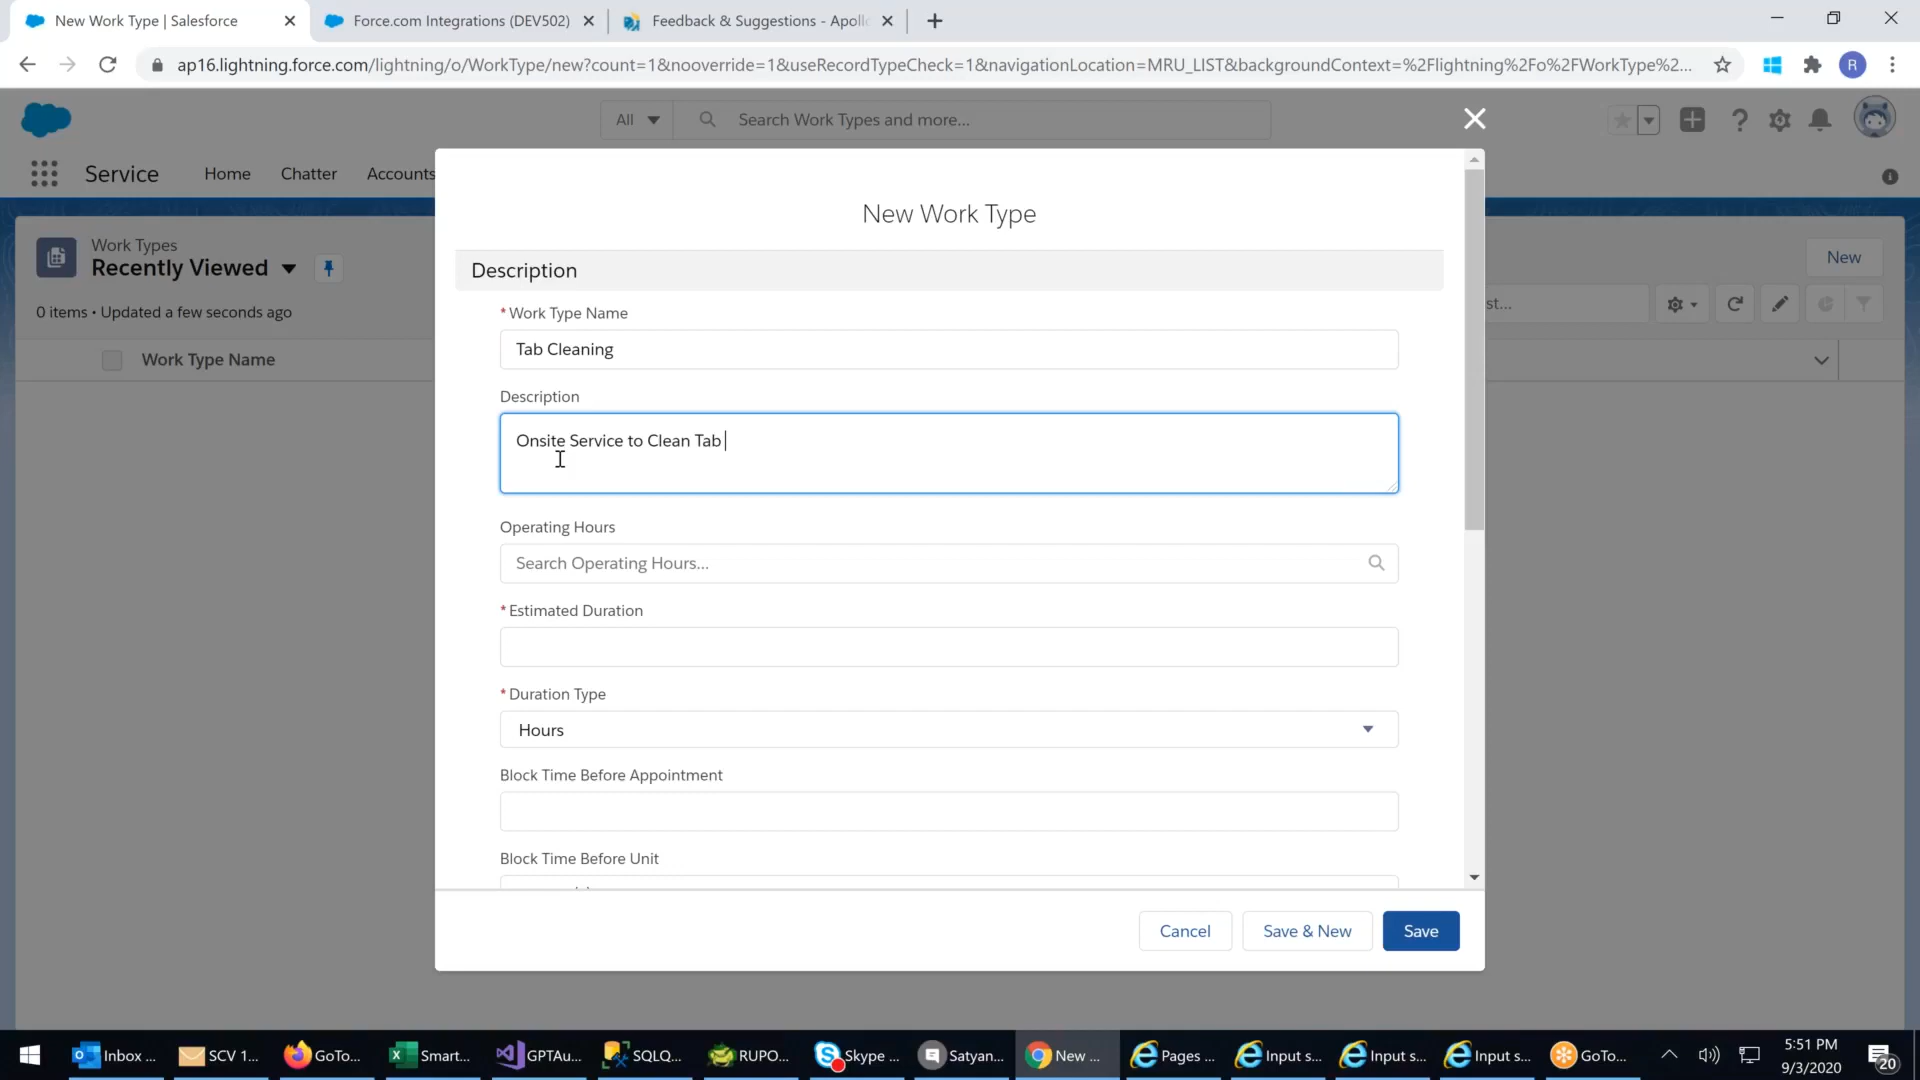 New Work Type | Salesforce
Force.com Integrations (DEV502)
Feedback & Suggestions - Apoll
ap16.lightning.force.com/lightning/o/WorkType/new?count=1&nooverride=1&useRecordTypeCheck=1&navigationLocation=MRU_LIST&backgroundContext=%2Flightning%2Fo%2FWorkType%2...
R
All
Search Work Types and more...
Service
Home
Chatter
Accounts
Work Types
Recently Viewed
New
0 items • Updated a few seconds ago
st...
Work Type Name
New Work Type
Description
* Work Type Name
Tab Cleaning
Description
Onsite Service to Clean Tab
Operating Hours
Search Operating Hours...
* Estimated Duration
* Duration Type
Hours
Block Time Before Appointment
Block Time Before Unit
Cancel
Save & New
Save
Inbox ...
SCV 1...
GoTo...
Smart...
GPTAu...
SQLQ...
RUPO...
Skype ...
Satyan...
New ...
Pages ...
Input s...
Input s...
Input s...
GoTo...
5:51 PM
9/3/2020
20